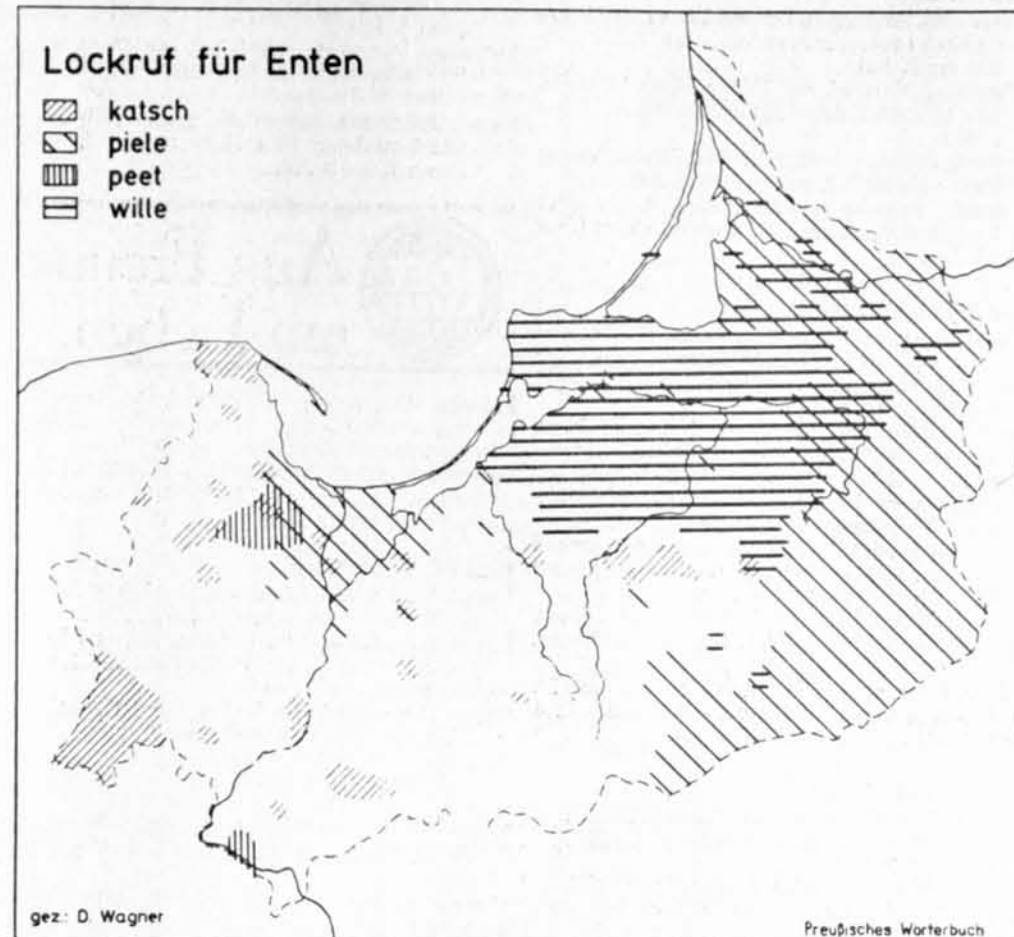 Lockruf für Enten
katsch
piele
peet
wille
gez.: D. Wagner
Preußisches Wörterbuch